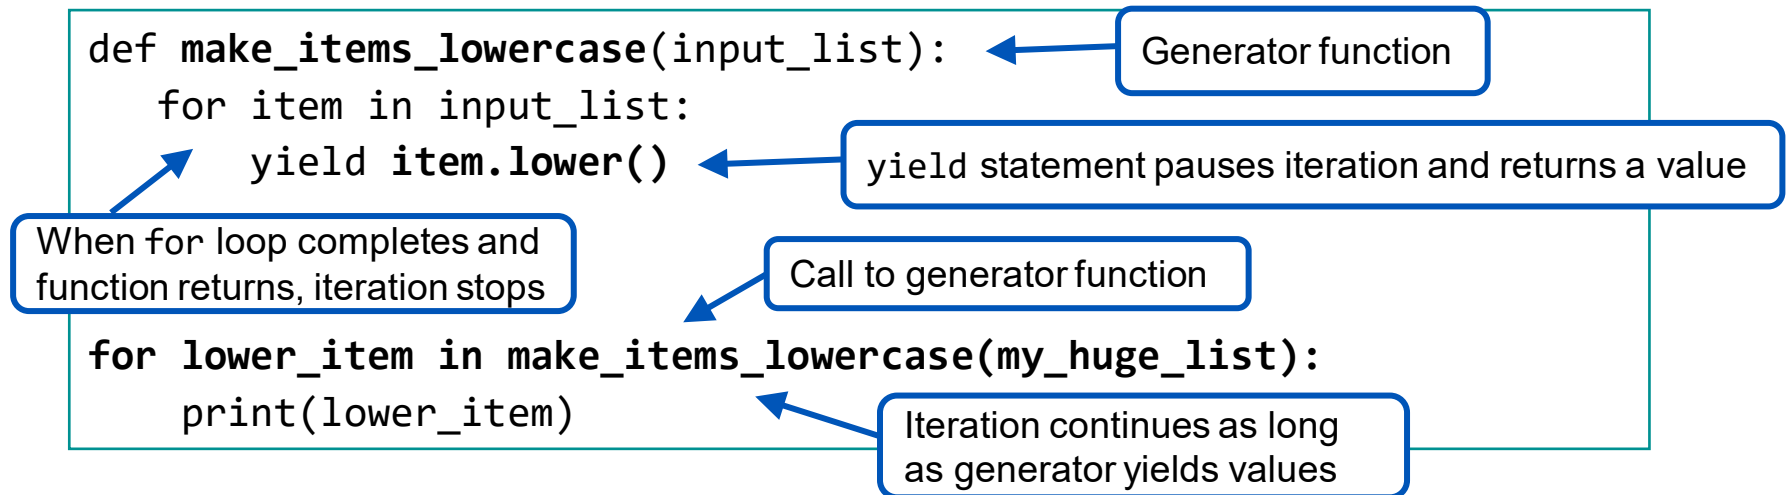 def make_items_lowercase(input_list):
Generator function
for item in input_list:
yield item.lower()
yield statement pauses iteration and returns a value
When for loop completes and
function returns, iteration stops
Call to generator function
for lower_item in make_items_lowercase(my_huge_list):
print(lower_item)
Iteration continues as long
as generator yields values